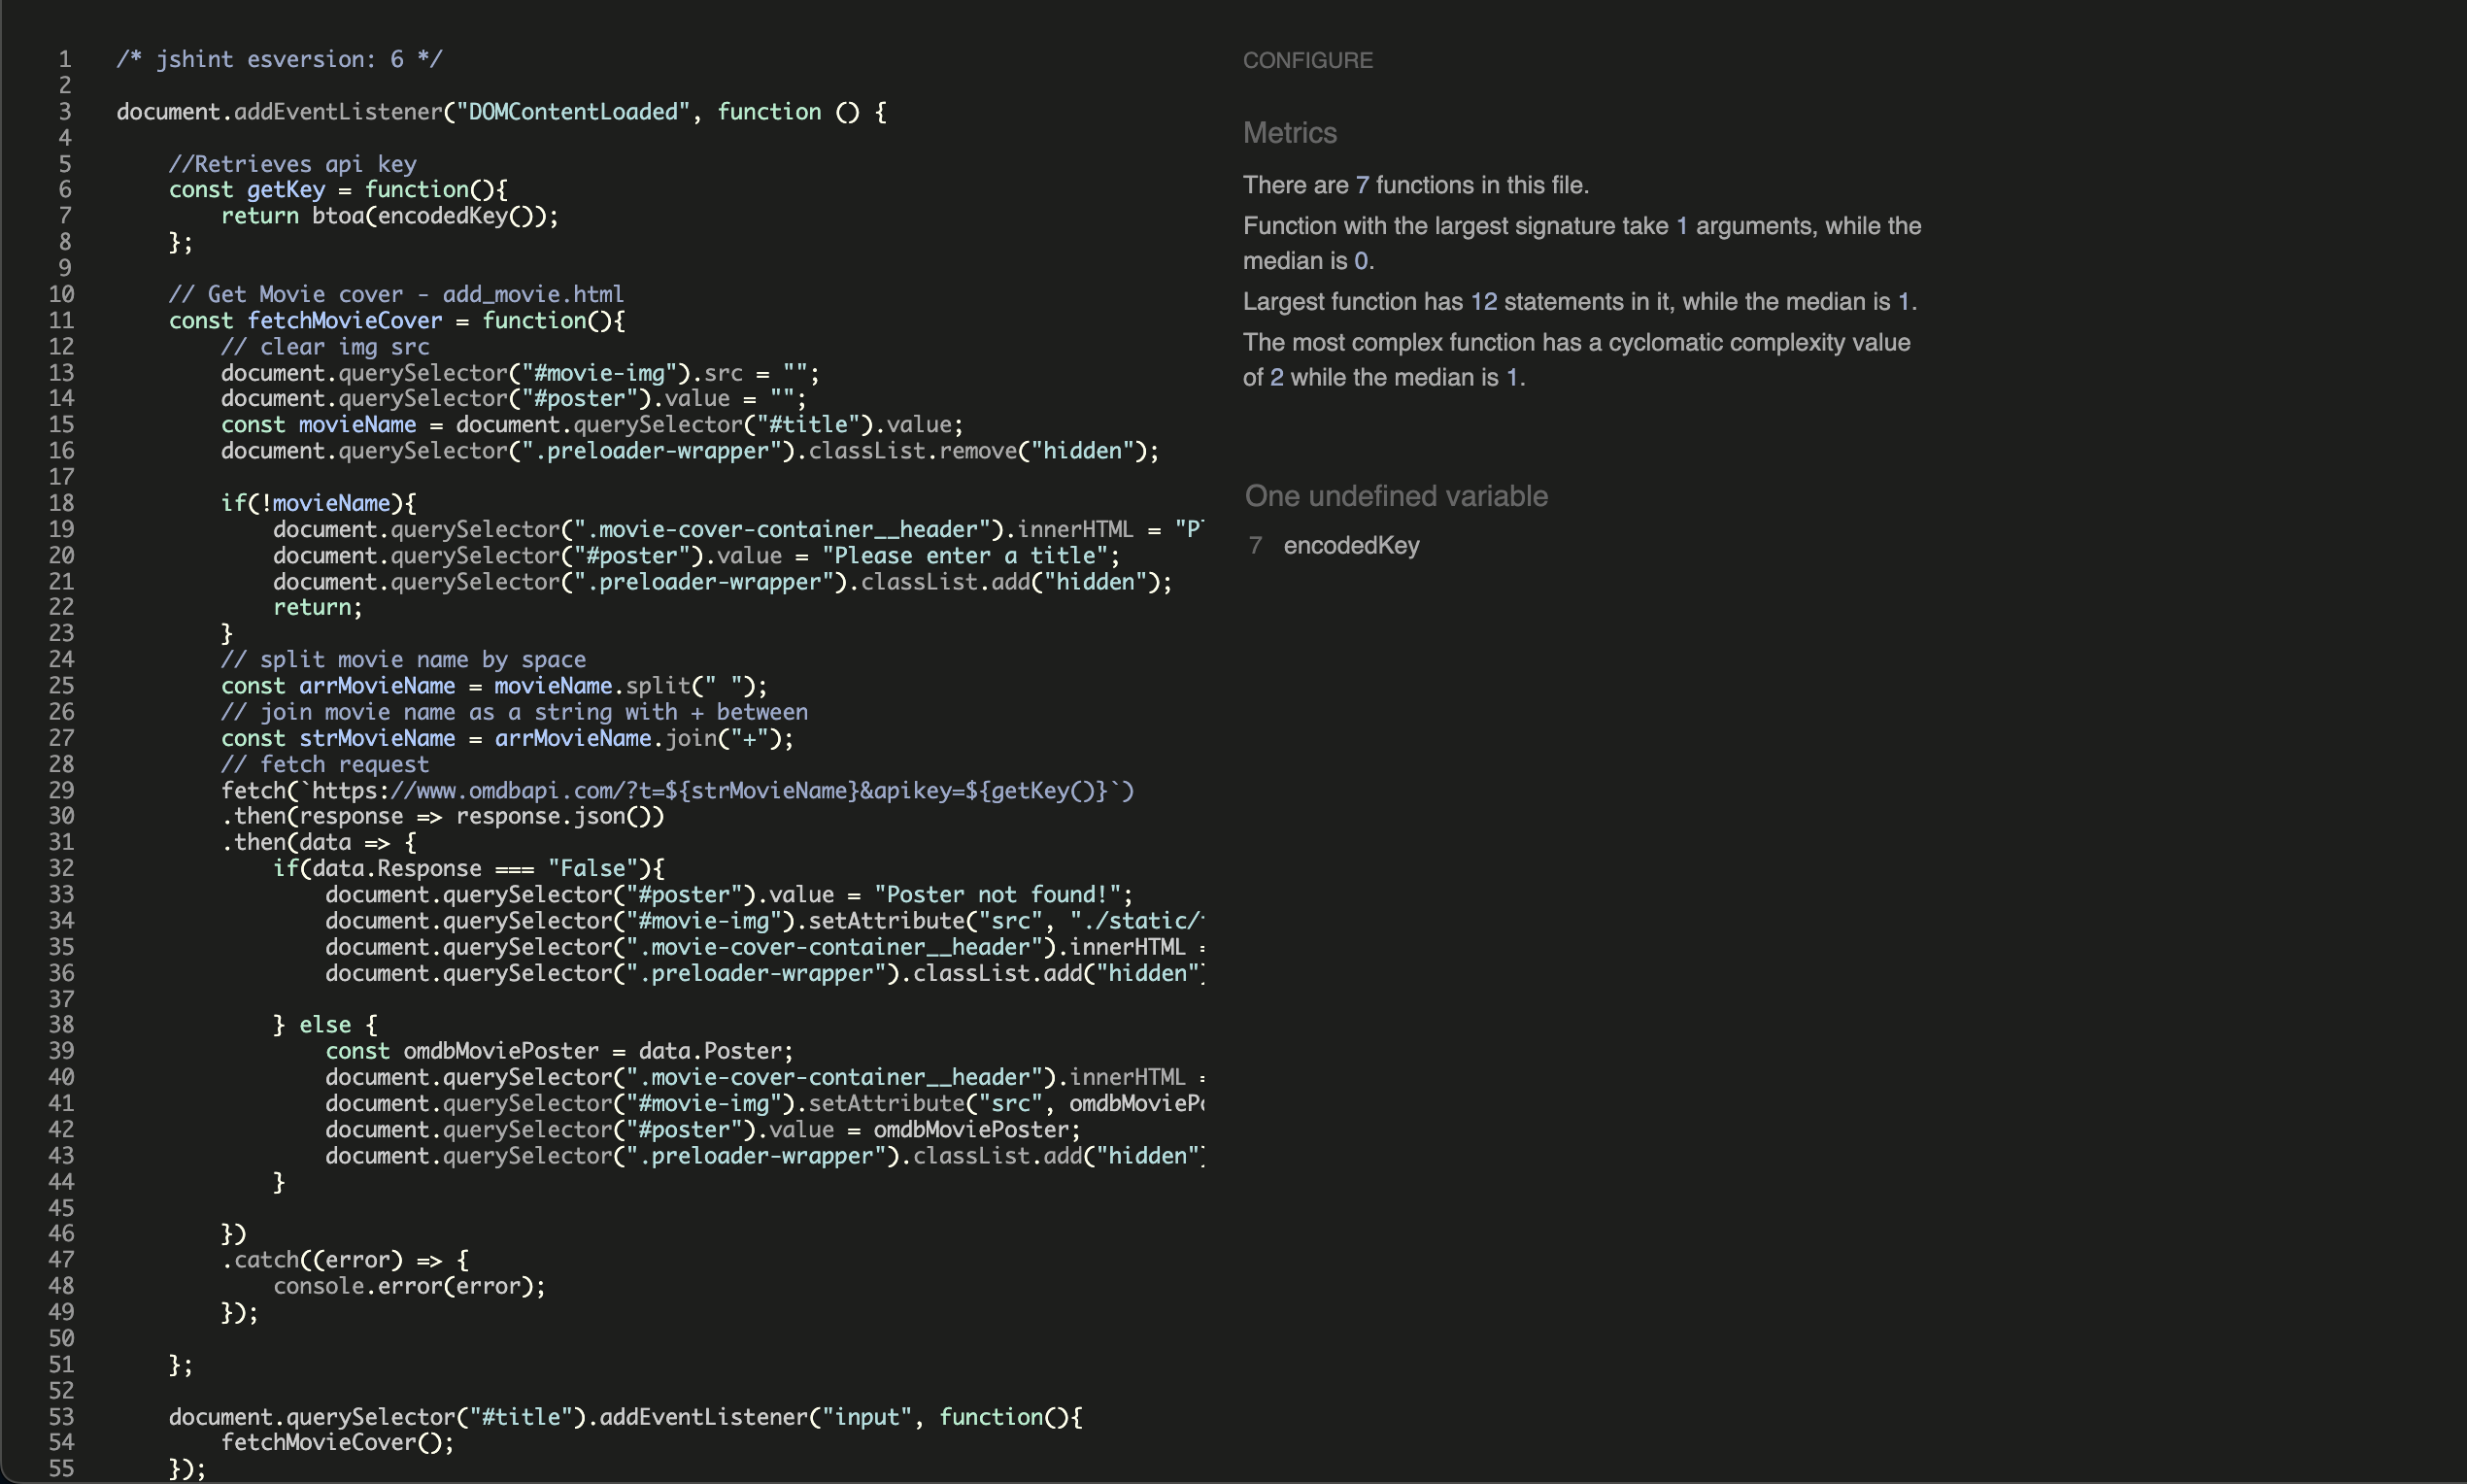 1 /* jshint esversion: 6 */
2
3 document.addEventListener("DOMContentLoaded", function () {
4
5 //Retrieves api key
6 const getKey = function(){
7 return btoa(encodedKey());
8 };
9
10 // Get Movie cover - add_movie.html
11 const fetchMovieCover = function(){
12 // clear img src
13 document.querySelector("#movie-img").src = "";
14 document.querySelector("#poster").value = "";
15 const movieName = document.querySelector("#title").value;
16 document.querySelector(".preloader-wrapper").classList.remove("hidden");
17
18 if(!movieName){
19 document.querySelector(".movie-cover-container__header").innerHTML = "P
20 document.querySelector("#poster").value = "Please enter a title";
21 document.querySelector(".preloader-wrapper").classList.add("hidden");
22 return;
23 }
24 // split movie name by space
25 const arrMovieName = movieName.split(" ");
26 // join movie name as a string with + between
27 const strMovieName = arrMovieName.join("+");
28 // fetch request
29 fetch(`https://www.omdbapi.com/?t=${strMovieName}&apikey=${getKey()}`)
30 .then(response => response.json())
31 .then(data => {
32 if(data.Response === "False"){
33 document.querySelector("#poster").value = "Poster not found!";
34 document.querySelector("#movie-img").setAttribute("src", "./static/
35 document.querySelector(".movie-cover-container__header").innerHTML =
36 document.querySelector(".preloader-wrapper").classList.add("hidden")
37
38 } else {
39 const omdbMoviePoster = data.Poster;
40 document.querySelector(".movie-cover-container__header").innerHTML =
41 document.querySelector("#movie-img").setAttribute("src", omdbMovieP
42 document.querySelector("#poster").value = omdbMoviePoster;
43 document.querySelector(".preloader-wrapper").classList.add("hidden")
44 }
45
46 })
47 .catch((error) => {
48 console.error(error);
49 });
50
51 };
52
53 document.querySelector("#title").addEventListener("input", function(){
54 fetchMovieCover();
55 });
CONFIGURE
Metrics
There are 7 functions in this file.
Function with the largest signature take 1 arguments, while the
median is 0.
Largest function has 12 statements in it, while the median is 1.
The most complex function has a cyclomatic complexity value
of 2 while the median is 1.
One undefined variable
7 encodedKey